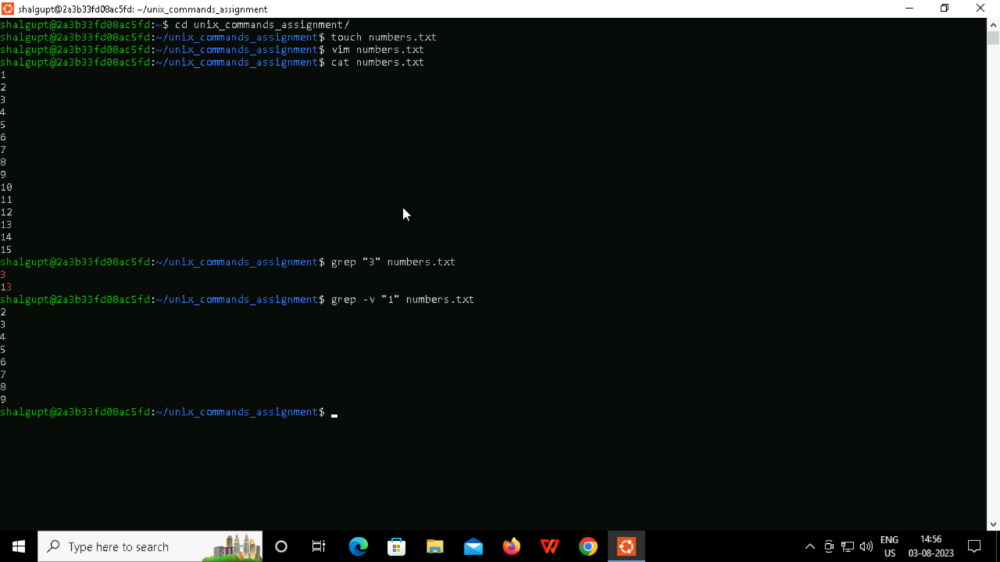 shalgupt@2a3b33fd08ac5fd: ~/unix_commands_assignment
shalgupt@2a3b33fd08ac5fd:~$ cd unix_commands_assignment/
shalgupt@2a3b33fd08ac5fd:~/unix_commands_assignment$ touch numbers.txt
shalgupt@2a3b33fd08ac5fd:~/unix_commands_assignment$ vim numbers.txt
shalgupt@2a3b33fd08ac5fd:~/unix_commands_assignment$ cat numbers.txt
1
2
3
4
5
6
7
8
9
10
11
12
13
14
15
shalgupt@2a3b33fd08ac5fd:~/unix_commands_assignment$ grep "3" numbers.txt
3
13
shalgupt@2a3b33fd08ac5fd:~/unix_commands_assignment$ grep -v "1" numbers.txt
2
3
4
5
6
7
8
9
shalgupt@2a3b33fd08ac5fd:~/unix_commands_assignment$
Type here to search
ENG
US
14:56
03-08-2023